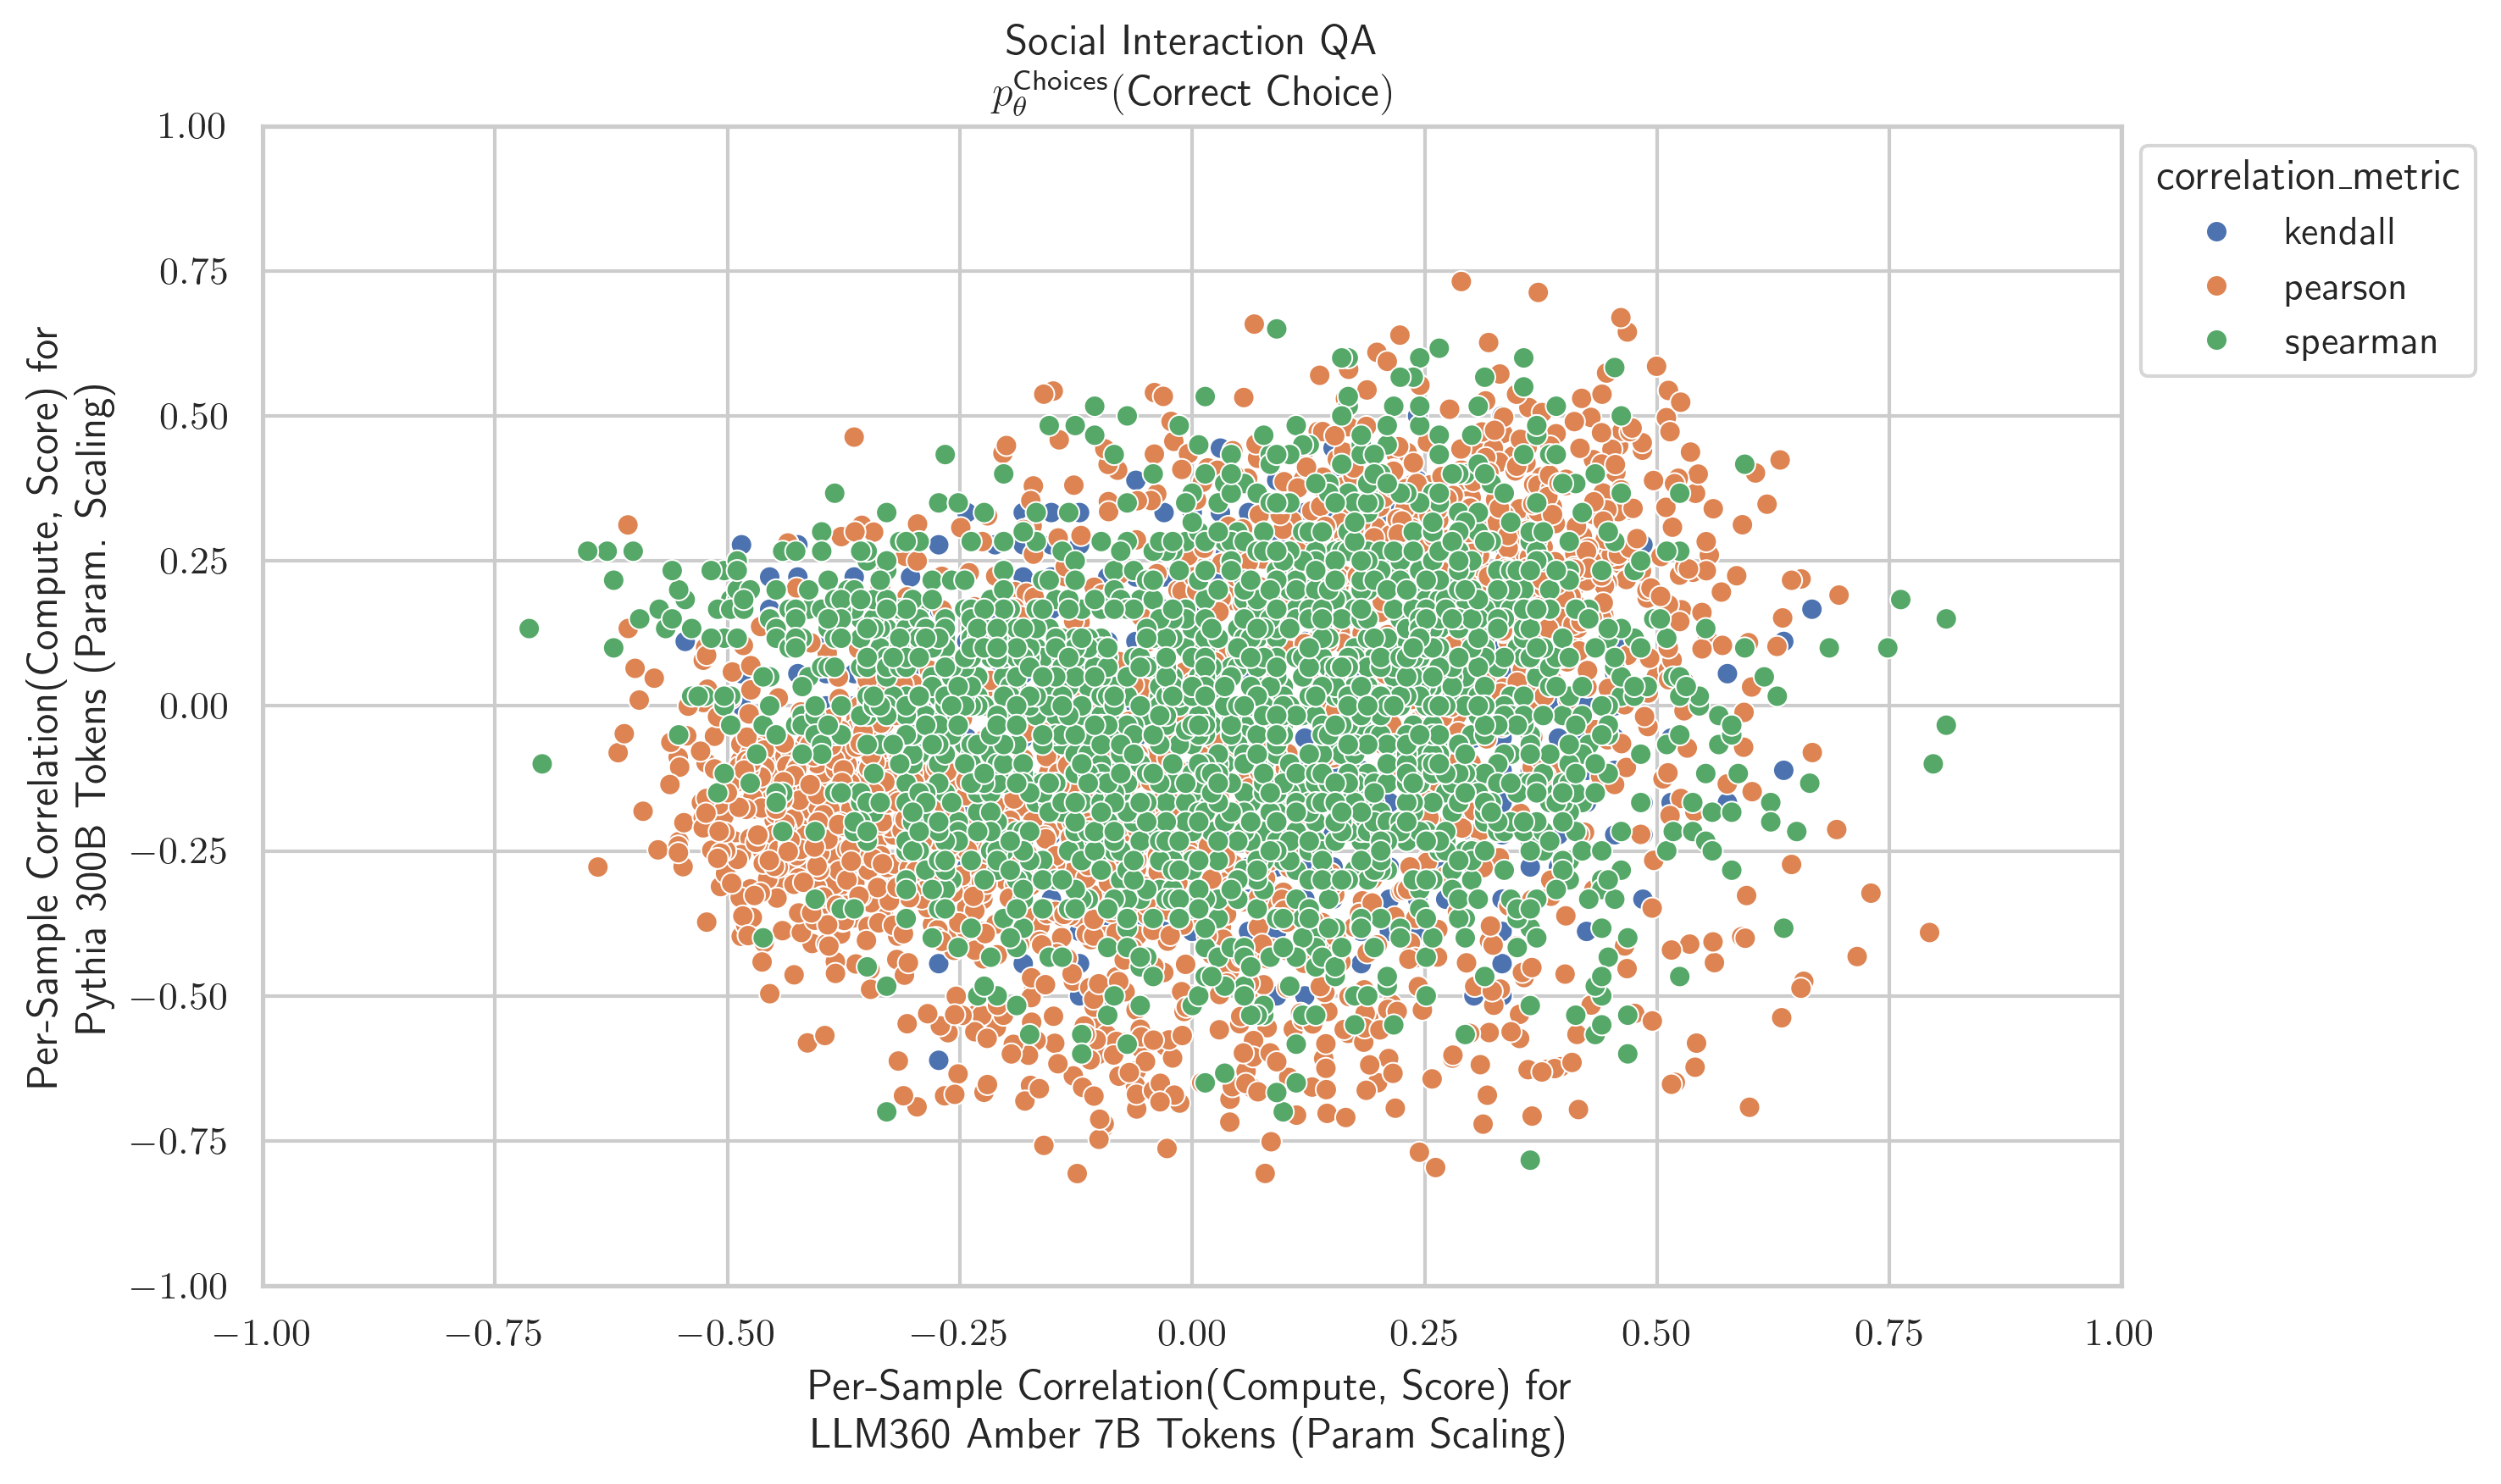 Social Interaction QA
p_θ^Choices(Correct Choice)
1.00
0.75
0.50
0.25
0.00
−0.25
−0.50
−0.75
−1.00
Per-Sample Correlation(Compute, Score) for
Pythia 300B Tokens (Param. Scaling)
−1.00 −0.75 −0.50 −0.25 0.00 0.25 0.50 0.75 1.00
Per-Sample Correlation(Compute, Score) for
LLM360 Amber 7B Tokens (Param Scaling)
correlation_metric
kendall
pearson
spearman